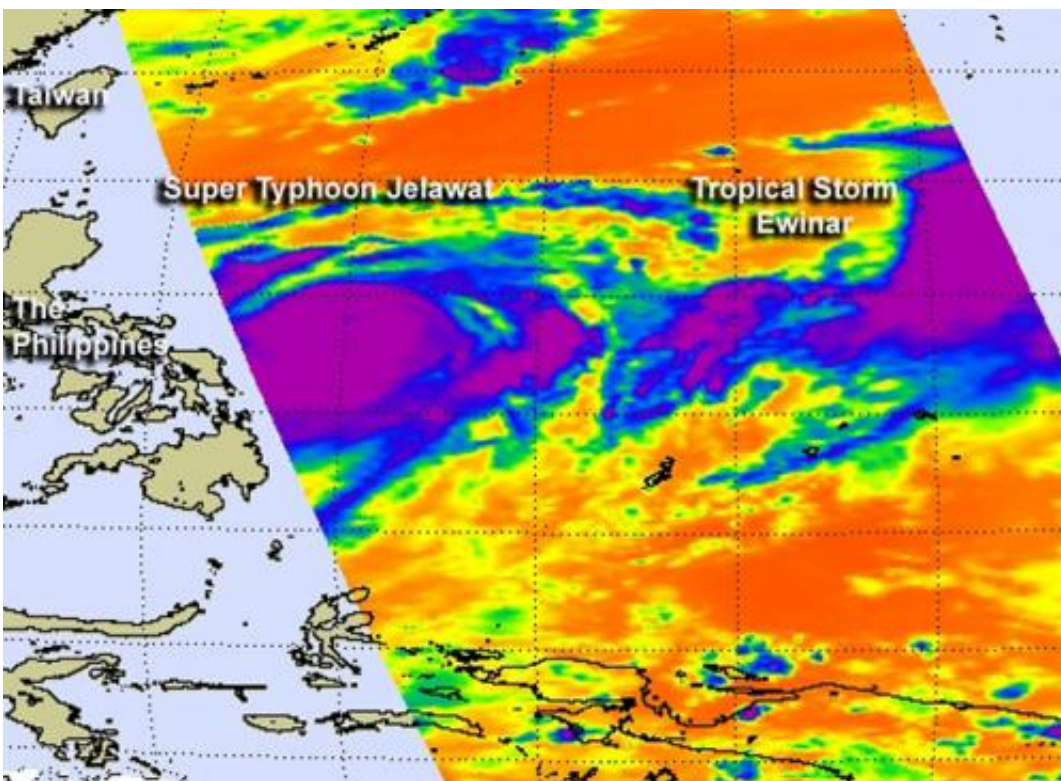 Taiwan
Super Typhoon Jelawat
Tropical Storm
Ewinar
The
Philippines